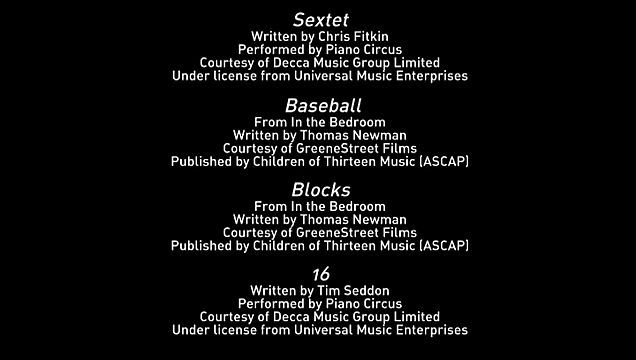 Sextet
Written by Chris Fitkin
Performed by Piano Circus
Courtesy of Decca Music Group Limited
Under license from Universal Music Enterprises
Baseball
From In the Bedroom
Written by Thomas Newman
Courtesy of GreeneStreet Films
Published by Children of Thirteen Music (ASCAP)
Blocks
From In the Bedroom
Written by Thomas Newman
Courtesy of GreeneStreet Films
Published by Children of Thirteen Music (ASCAP)
16
Written by Tim Seddon
Performed by Piano Circus
Courtesy of Decca Music Group Limited
Under license from Universal Music Enterprises